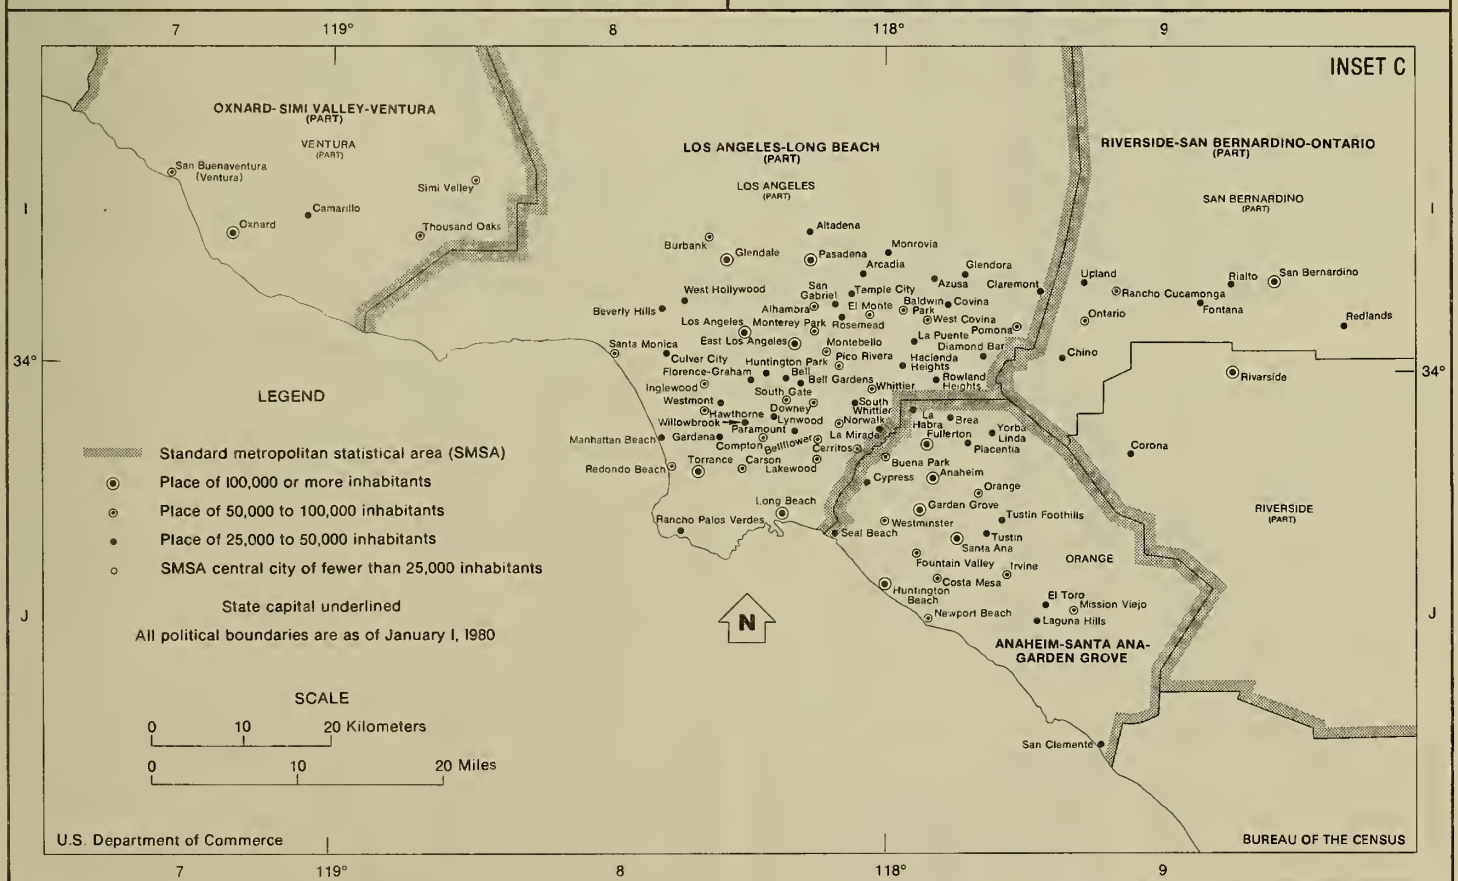 7 119° 8 118° 9
INSET C
OXNARD-SIMI VALLEY-VENTURA
(PART)
VENTURA
(PART)
San Buenaventura
(Ventura)
Simi Valley
Camarillo
Oxnard
Thousand Oaks
LOS ANGELES-LONG BEACH
(PART)
LOS ANGELES
(PART)
RIVERSIDE-SAN BERNARDINO-ONTARIO
(PART)
SAN BERNARDINO
(PART)
I
I
Altadena
Burbank
Glendale
Pasadena
Monrovia
Arcadia
Glendora
Azusa
Claremont
Upland
Rancho Cucamonga
Rialto
San Bernardino
Fontana
Redlands
Ontario
Chino
West Hollywood
Beverly Hills
San
Gabriel
Temple City
Alhambra
El Monte
Baldwin
Park
Covina
Rosemead
West Covina
Los Angeles
Monterey Park
Pomona
East Los Angeles
La Puente
Montebello
Diamond Bar
Santa Monica
Culver City
Huntington Park
Pico Rivera
Hacienda
Heights
Florence-Graham
Bell
Bell Gardens
Rowland
Heights
Inglewood
South Gate
Whittier
Westmont
Downey
South
Whittier
Hawthorne
Lynwood
Willowbrook
Paramount
Norwalk
La
Habra
Brea
Yorba
Linda
Manhattan Beach
Gardena
Compton
Bellflower
La Mirada
Fullerton
Placentia
Cerritos
Redondo Beach
Torrance
Carson
Lakewood
Buena Park
Anaheim
Cypress
Orange
Long Beach
Garden Grove
Rancho Palos Verdes
Westminster
Tustin Foothills
Seal Beach
Tustin
Santa Ana
ORANGE
Fountain Valley
Irvine
Costa Mesa
Huntington
Beach
El Toro
Mission Viejo
Newport Beach
Laguna Hills
ANAHEIM-SANTA ANA-
GARDEN GROVE
San Clemente
Riverside
Corona
RIVERSIDE
(PART)
34°
34°
LEGEND
Standard metropolitan statistical area (SMSA)
Place of 100,000 or more inhabitants
Place of 50,000 to 100,000 inhabitants
Place of 25,000 to 50,000 inhabitants
SMSA central city of fewer than 25,000 inhabitants
State capital underlined
All political boundaries are as of January 1, 1980
N
J
J
SCALE
0 10 20 Kilometers
0 10 20 Miles
U.S. Department of Commerce
BUREAU OF THE CENSUS
7 119° 8 118° 9